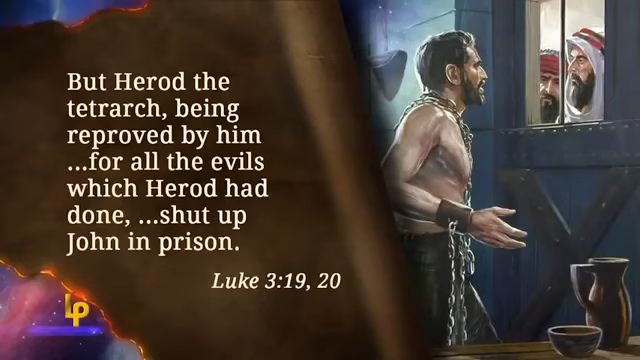 But Herod the
tetrarch, being
reproved by him
...for all the evils
which Herod had
done, ...shut up
John in prison.
Luke 3:19, 20
LP